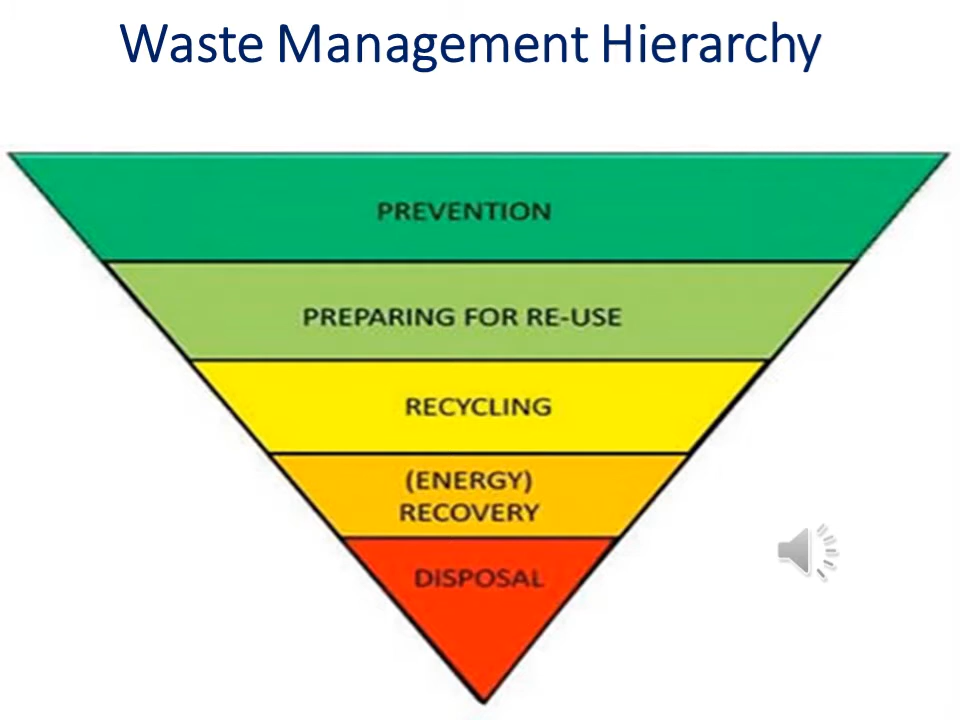 Waste Management Hierarchy
PREVENTION
PREPARING FOR RE-USE
RECYCLING
(ENERGY)
RECOVERY
DISPOSAL